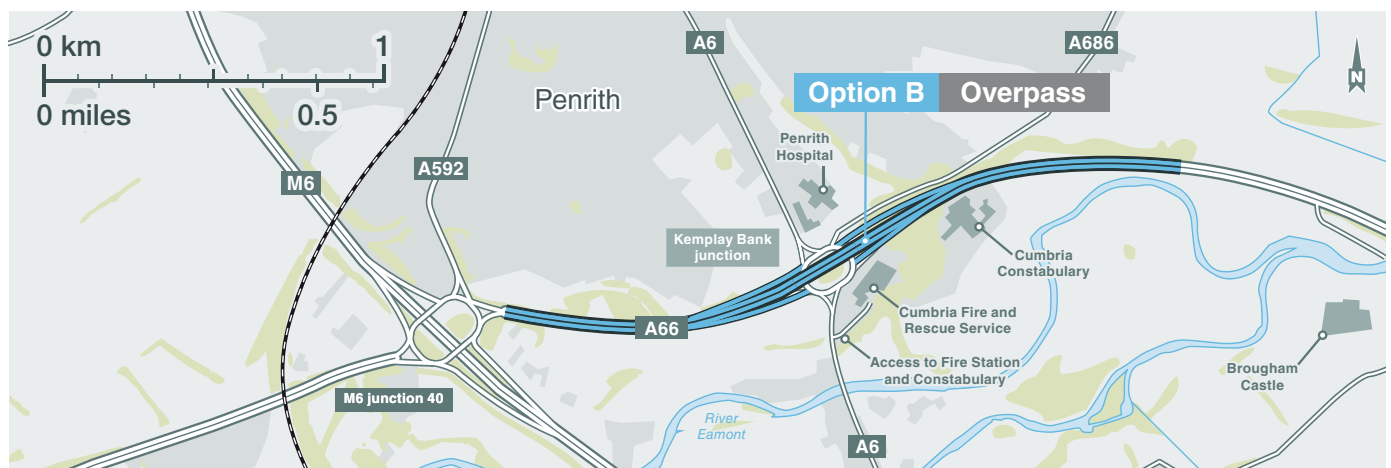 0 km 1
0 miles 0.5
A6
A686
N
Option B Overpass
Penrith
Penrith
Hospital
A592
M6
Kemplay Bank
junction
Cumbria
Constabulary
A66
Cumbria Fire and
Rescue Service
Access to Fire Station
and Constabulary
Brougham
Castle
M6 junction 40
River
Eamont
A6